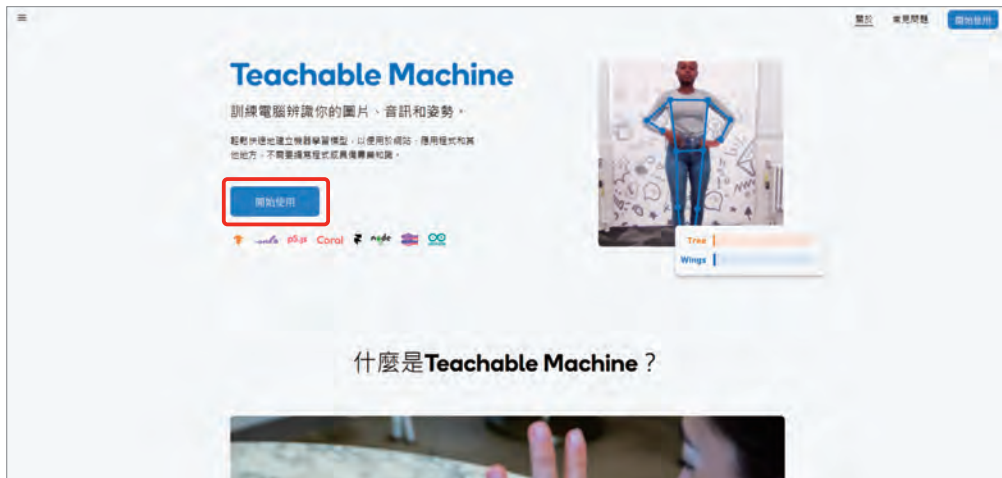 關於 常見問題 開始使用
Teachable Machine
訓練電腦辨識你的圖片、音訊和姿勢。
輕鬆快速地建立機器學習模型，以使用於網站、應用程式和其
他地方，不需要編寫程式或具備專業知識。
開始使用
p5.js Coral node
Tree
Wings
什麼是Teachable Machine？